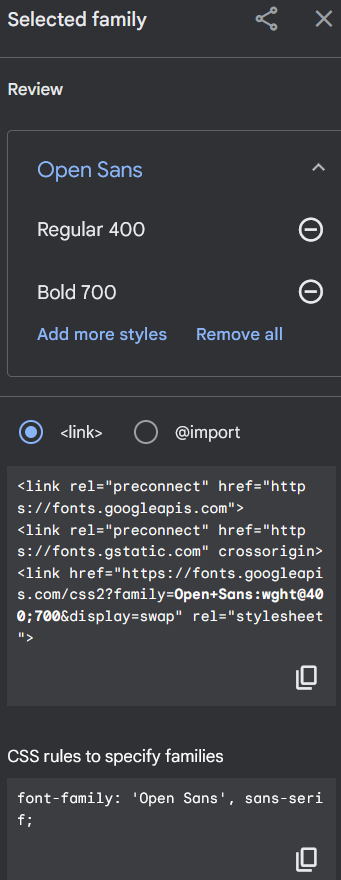 Selected family
Review
Open Sans
Regular 400
Bold 700
Add more styles Remove all
<link> @import
<link rel="preconnect" href="http
s://fonts.googleapis.com">
<link rel="preconnect" href="http
s://fonts.gstatic.com" crossorigin>
<link href="https://fonts.googleapi
s.com/css2?family=Open+Sans:wght@40
0;700&display=swap" rel="stylesheet
">
CSS rules to specify families
font-family: 'Open Sans', sans-seri
f;